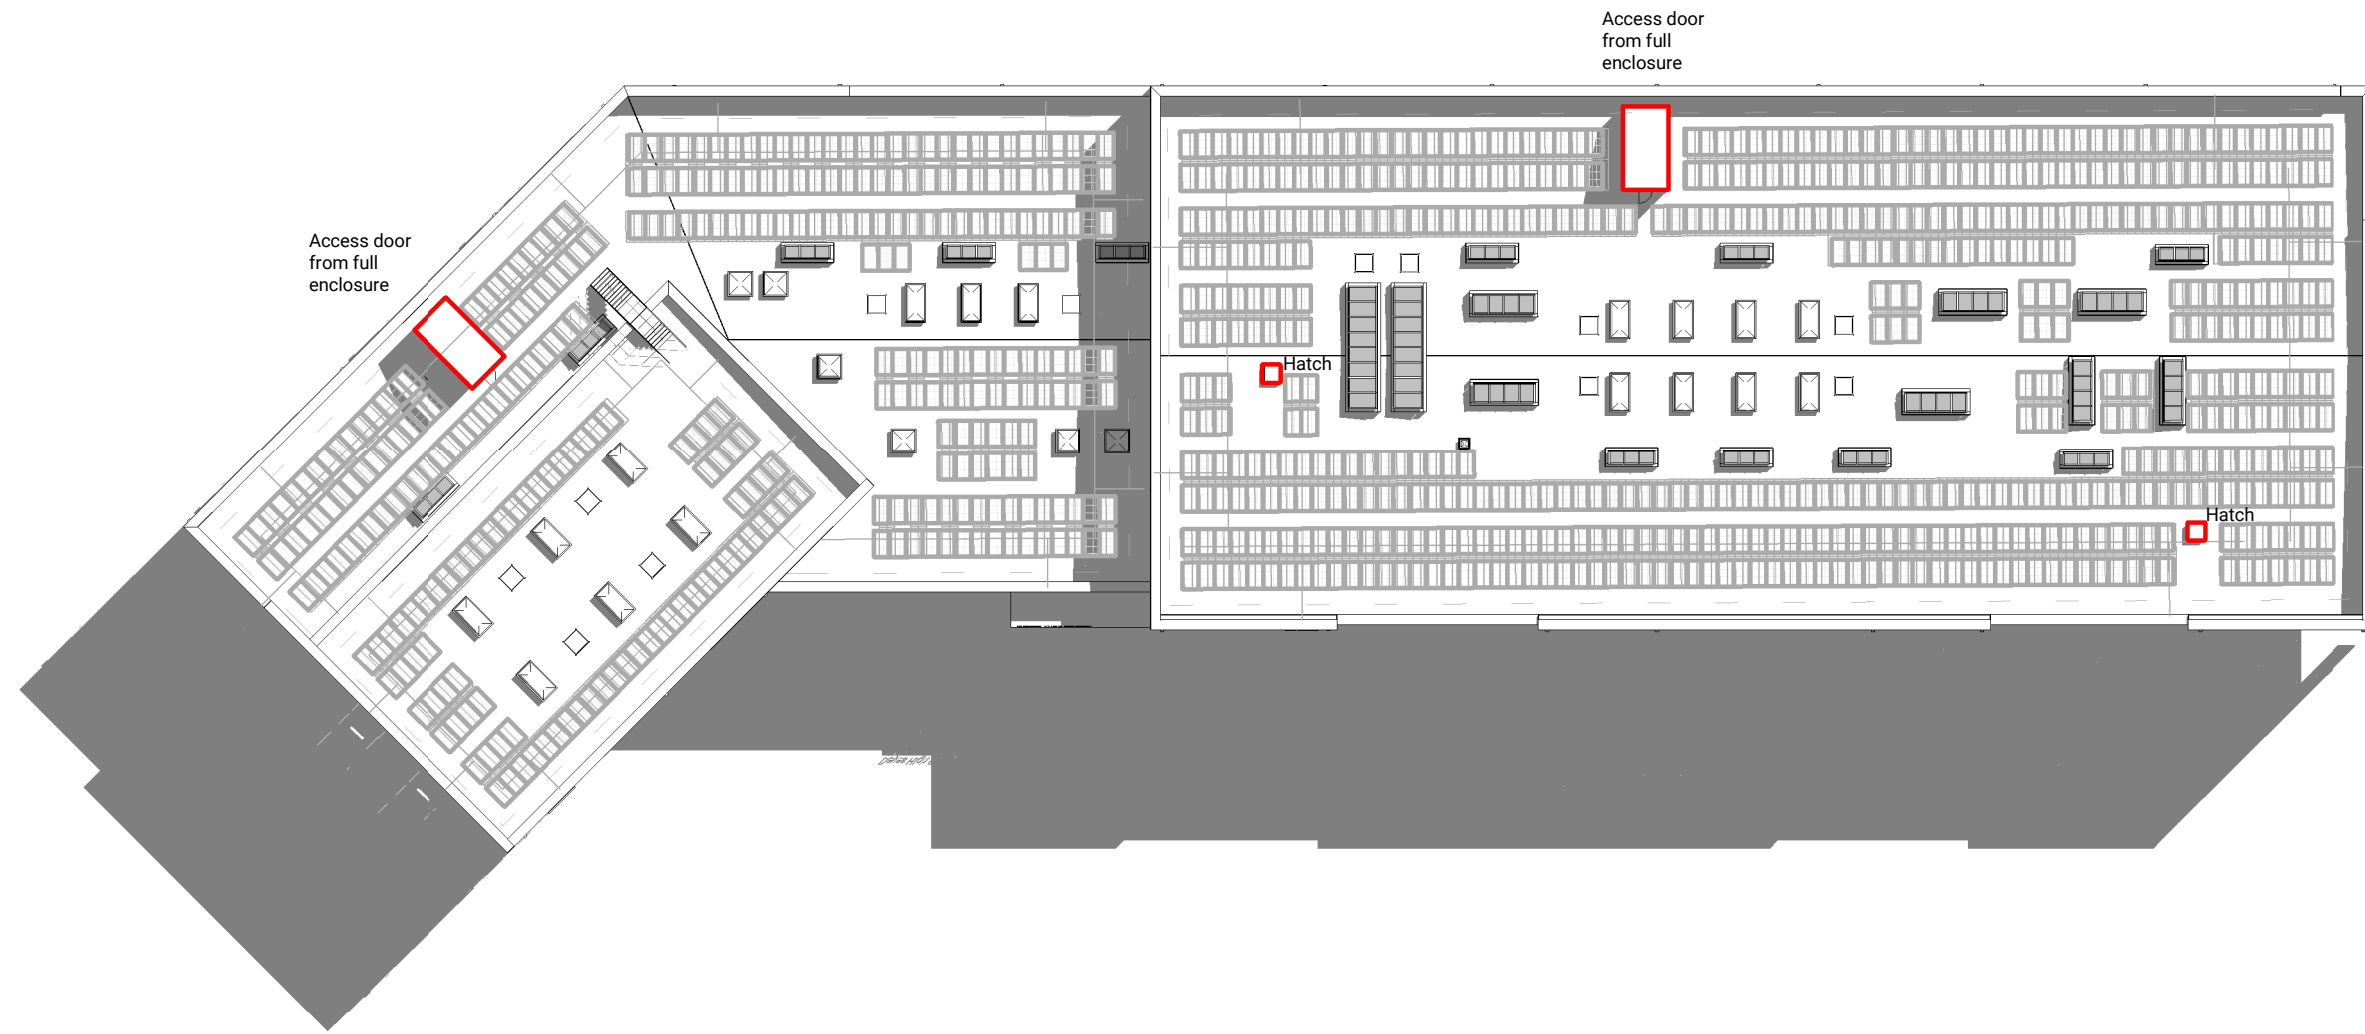 Access door
from full
enclosure
Access door
from full
enclosure
Hatch
Hatch